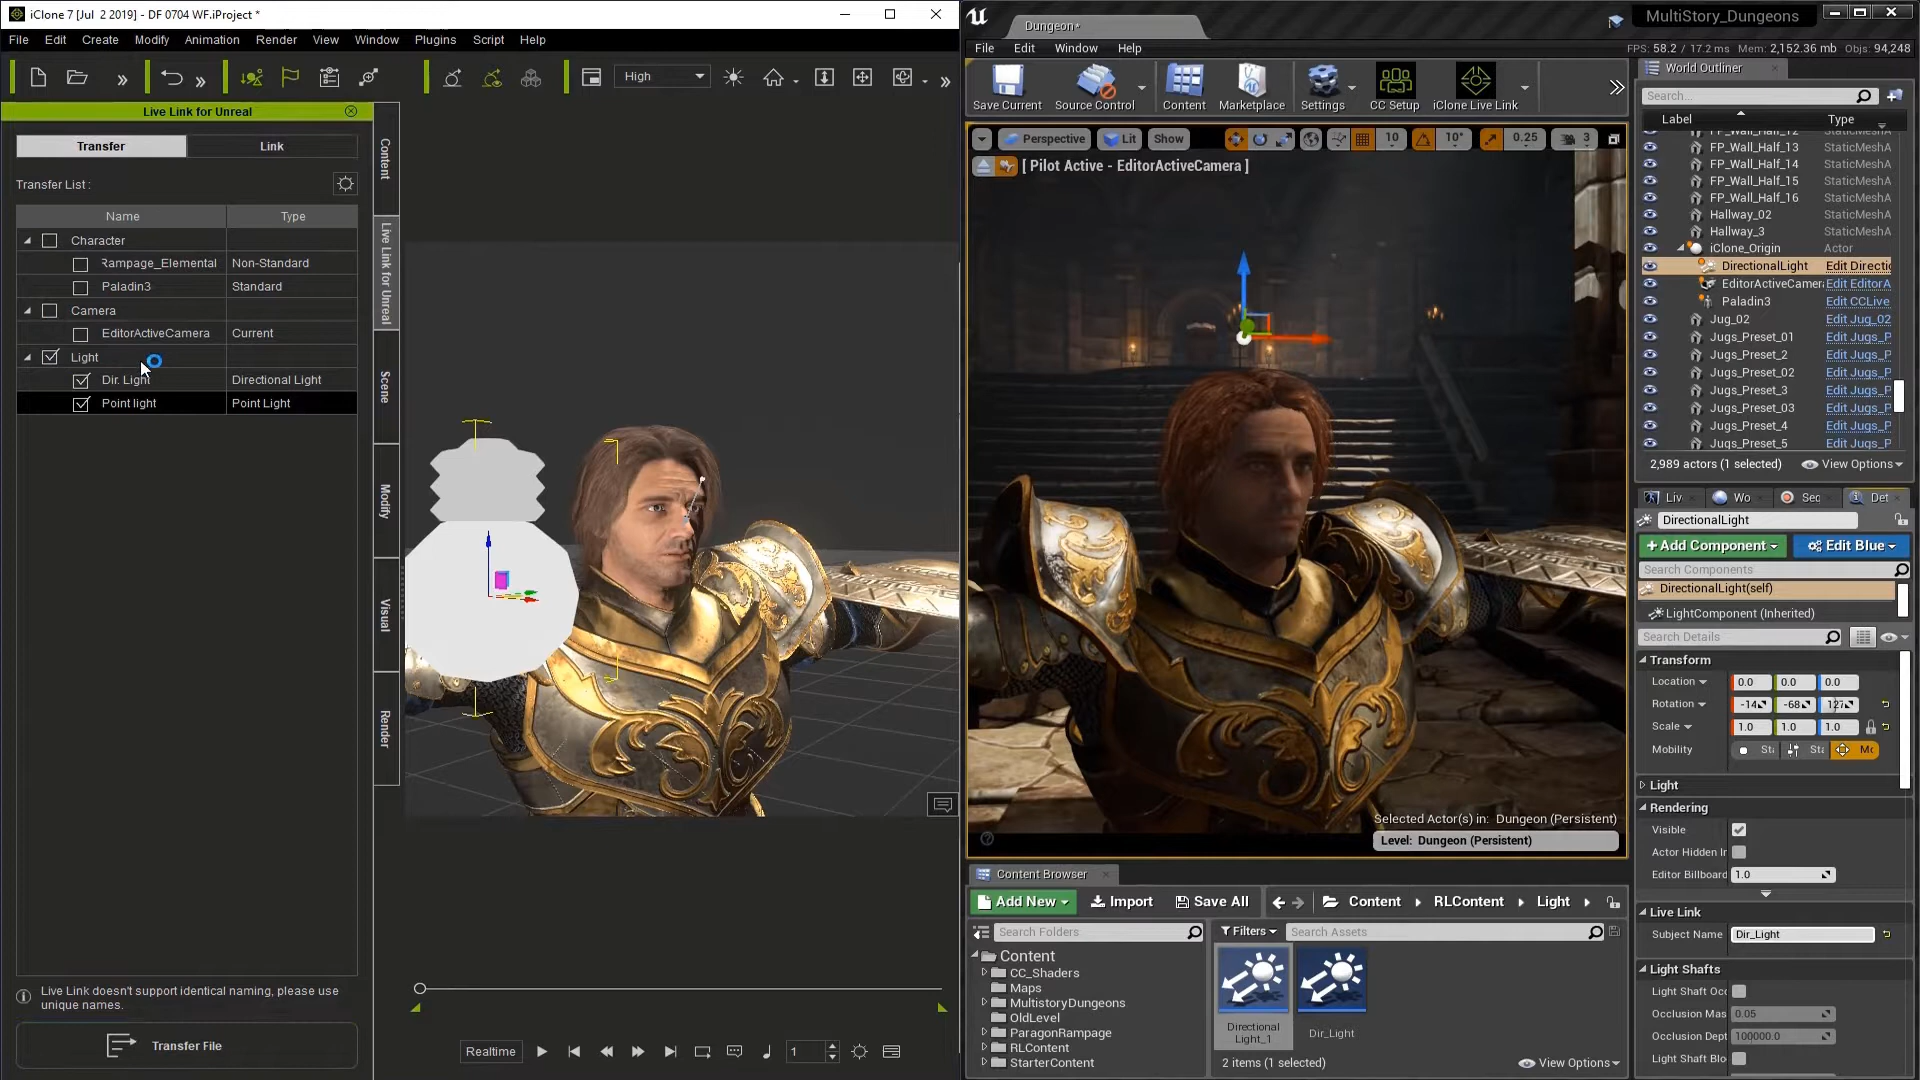 iClone 7 [Jul 2 2019] - DF 0704 WF.iProject *
File Edit Create Modify Animation Render View Window Plugins Script Help
High
Live Link for Unreal
Transfer Link
Transfer List :
Name Type
Character
Rampage_Elemental Non-Standard
Paladin3 Standard
Camera
EditorActiveCamera Current
Light
Dir. Light Directional Light
Point light Point Light
Live Link doesn't support identical naming, please use
unique names.
Transfer File
Content
Live Link for Unreal
Scene
Modify
Visual
Render
Realtime 1
Dungeon*
MultiStory_Dungeons
File Edit Window Help
FPS: 58.2 / 17.2 ms Mem: 2,152.36 mb Objs: 94,248
Save Current Source Control Content Marketplace Settings CC Setup iClone Live Link
Perspective Lit Show 10 10° 0.25 3
[ Pilot Active - EditorActiveCamera ]
Selected Actor(s) in: Dungeon (Persistent)
Level: Dungeon (Persistent)
Content Browser
Add New Import Save All Content RLContent Light
Search Folders
Filters Search Assets
Content
CC_Shaders
Maps
MultistoryDungeons
OldLevel
ParagonRampage
RLContent
StarterContent
Directional
Light_1
Dir_Light
2 items (1 selected) View Options
World Outliner
Search...
Label Type
FP_Wall_Half_12 StaticMeshA
FP_Wall_Half_13 StaticMeshA
FP_Wall_Half_14 StaticMeshA
FP_Wall_Half_15 StaticMeshA
FP_Wall_Half_16 StaticMeshA
Hallway_02 StaticMeshA
Hallway_3 StaticMeshA
iClone_Origin Actor
DirectionalLight Edit Directic
EditorActiveCamera Edit EditorA
Paladin3 Edit CCLive
Jug_02 Edit Jug_02
Jugs_Preset_01 Edit Jugs_P
Jugs_Preset_2 Edit Jugs_P
Jugs_Preset_02 Edit Jugs_P
Jugs_Preset_3 Edit Jugs_P
Jugs_Preset_03 Edit Jugs_P
Jugs_Preset_4 Edit Jugs_P
Jugs_Preset_5 Edit Jugs_P
2,989 actors (1 selected) View Options
Liv Wo Sec Det
DirectionalLight
+Add Component Edit Blue
Search Components
DirectionalLight(self)
LightComponent (Inherited)
Search Details
Transform
Location 0.0 0.0 0.0
Rotation -14 -68 127
Scale 1.0 1.0 1.0
Mobility Sta Sta Mo
Light
Rendering
Visible
Actor Hidden In
Editor Billboard 1.0
Live Link
Subject Name Dir_Light
Light Shafts
Light Shaft Occ
Occlusion Mas 0.05
Occlusion Dept 100000.0
Light Shaft Blo